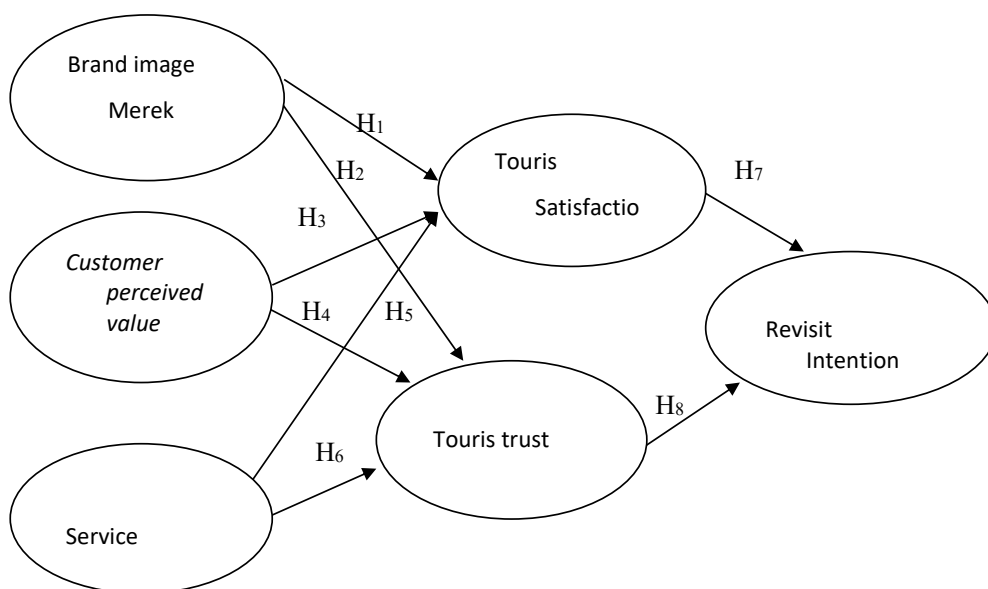 Brand image
Merek
H1
Touris
Satisfactio
H2
H7
H3
Customer
perceived
value
H4
H5
Revisit
Intention
H8
Touris trust
H6
Service